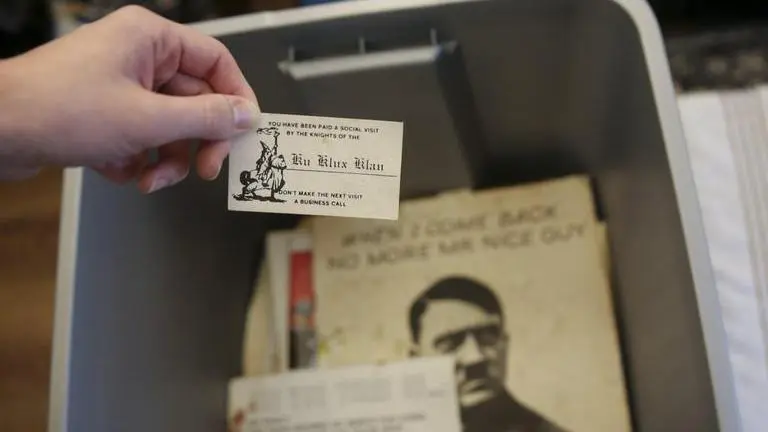 YOU HAVE BEEN PAID A SOCIAL VISIT
BY THE KNIGHTS OF THE
Ku Klux Klan
DON'T MAKE THE NEXT VISIT
A BUSINESS CALL
WHEN I COME BACK
NO MORE MR NICE GUY